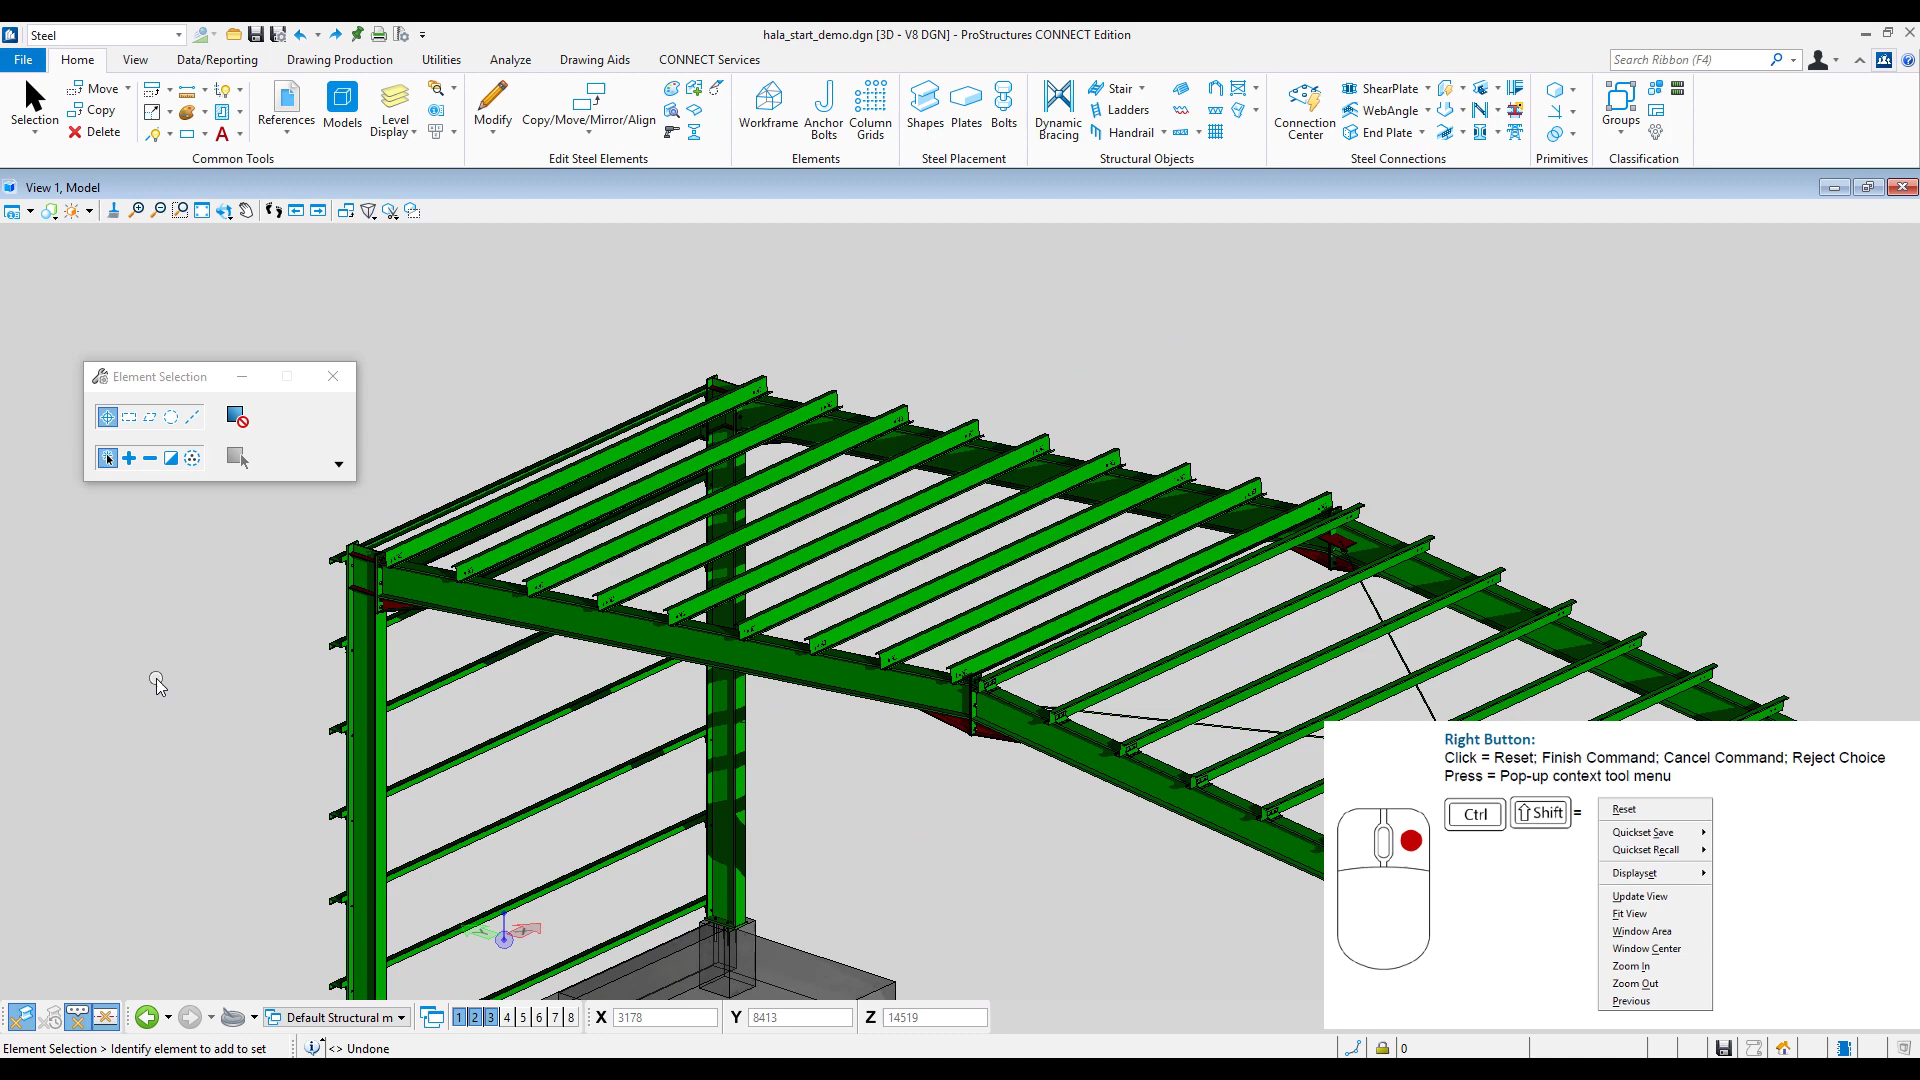 Steel
hala_start_demo.dgn [3D - V8 DGN] - ProStructures CONNECT Edition
File
Home
View
Data/Reporting
Drawing Production
Utilities
Analyze
Drawing Aids
CONNECT Services
Search Ribbon (F4)
Selection
Move
Copy
Delete
References
Models
Level
Display
Common Tools
Modify
Copy/Move/Mirror/Align
Edit Steel Elements
Workframe
Anchor
Bolts
Column
Grids
Elements
Shapes
Plates
Bolts
Steel Placement
Dynamic
Bracing
Stair
Ladders
Handrail
Structural Objects
Connection
Center
ShearPlate
WebAngle
End Plate
Steel Connections
Primitives
Groups
Classification
View 1, Model
Element Selection
Right Button:
Click = Reset; Finish Command; Cancel Command; Reject Choice
Press = Pop-up context tool menu
Ctrl
Shift
=
Reset
Quickset Save
Quickset Recall
Displayset
Update View
Fit View
Window Area
Window Center
Zoom In
Zoom Out
Previous
Default Structural m
1 2 3 4 5 6 7 8
X 3178
Y 8413
Z 14519
Element Selection > Identify element to add to set
<> Undone
0